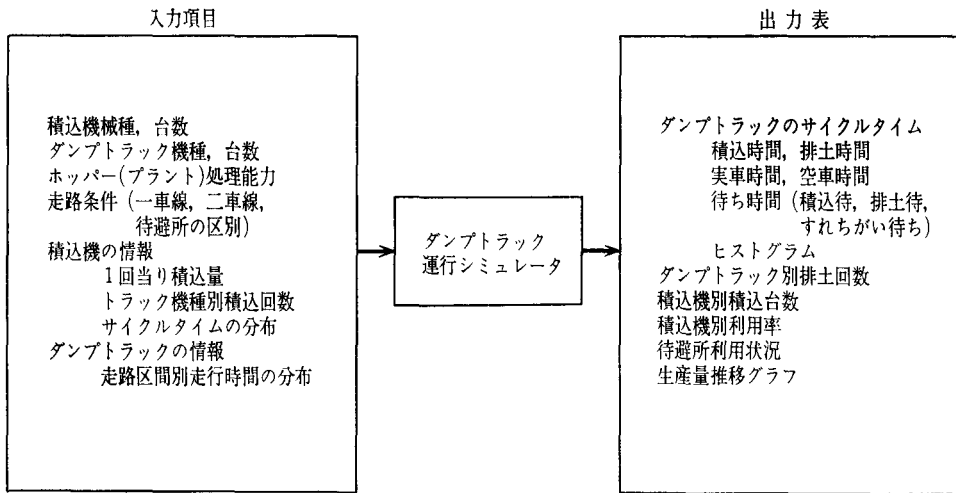 入力項目
積込機械種，台数
ダンプトラック機種，台数
ホッパー(プラント)処理能力
走路条件（一車線，二車線，
待避所の区別）
積込機の情報
１回当り積込量
トラック機種別積込回数
サイクルタイムの分布
ダンプトラックの情報
走路区間別走行時間の分布
ダンプトラック
運行シミュレータ
出力表
ダンプトラックのサイクルタイム
積込時間，排土時間
実車時間，空車時間
待ち時間（積込待，排土待，
すれちがい待ち）
ヒストグラム
ダンプトラック別排土回数
積込機別積込台数
積込機別利用率
待避所利用状況
生産量推移グラフ